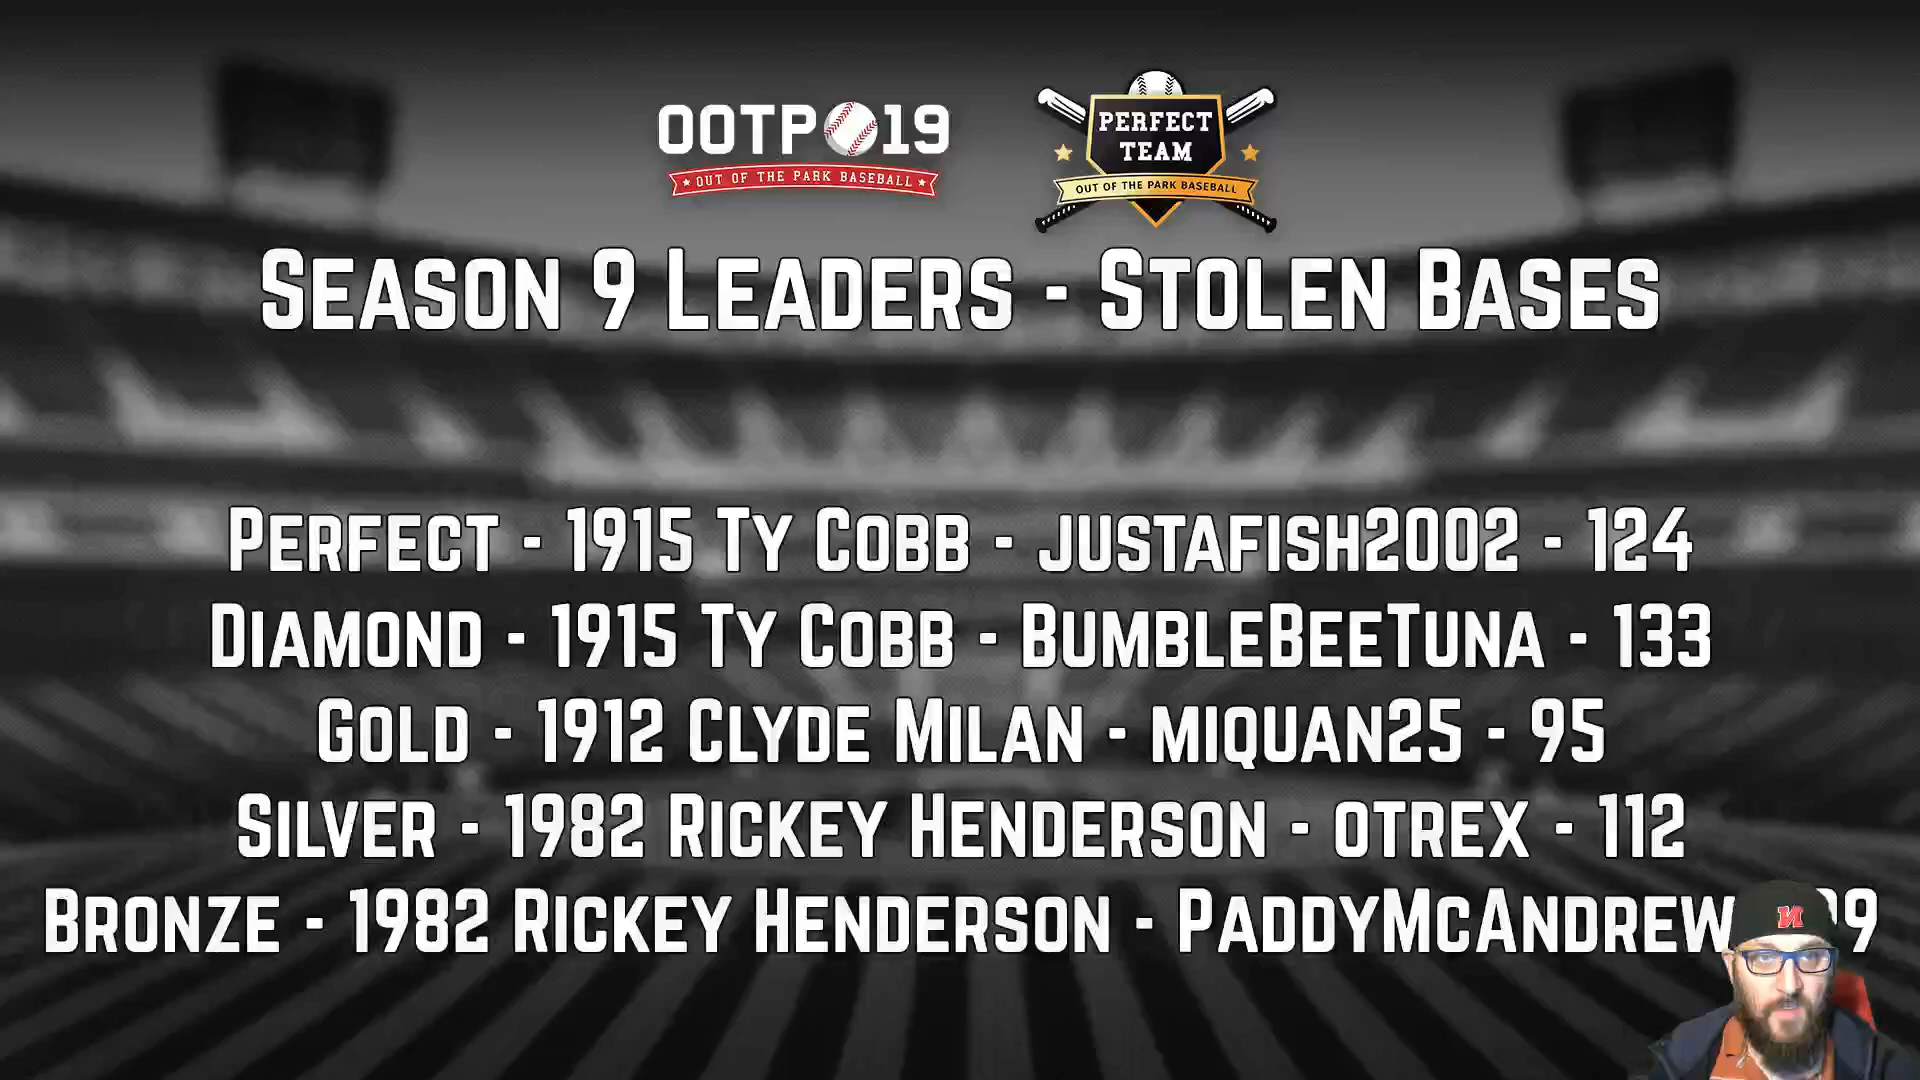 OOTP 19
OUT OF THE PARK BASEBALL
PERFECT
TEAM
OUT OF THE PARK BASEBALL
SEASON 9 LEADERS - STOLEN BASES
PERFECT - 1915 TY COBB - JUSTAFISH2002 - 124
DIAMOND - 1915 TY COBB - BUMBLEBEETUNA - 133
GOLD - 1912 CLYDE MILAN - MIQUAN25 - 95
SILVER - 1982 RICKEY HENDERSON - OTREX - 112
BRONZE - 1982 RICKEY HENDERSON - PADDYMCANDREW
N